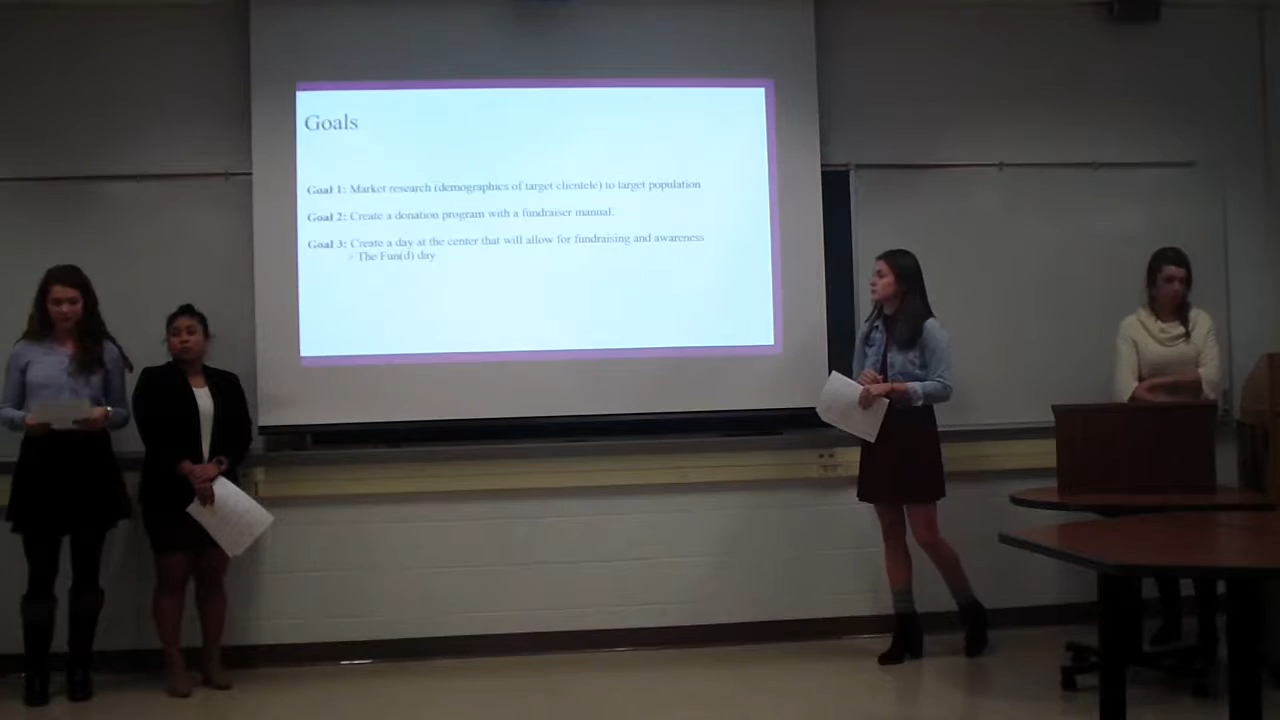 Goals
Goal 1: Market research (demographics of target clientele) to target population
Goal 2: Create a donation program with a fundraiser manual.
Goal 3: Create a day at the center that will allow for fundraising and awareness
> The Fun(d) day